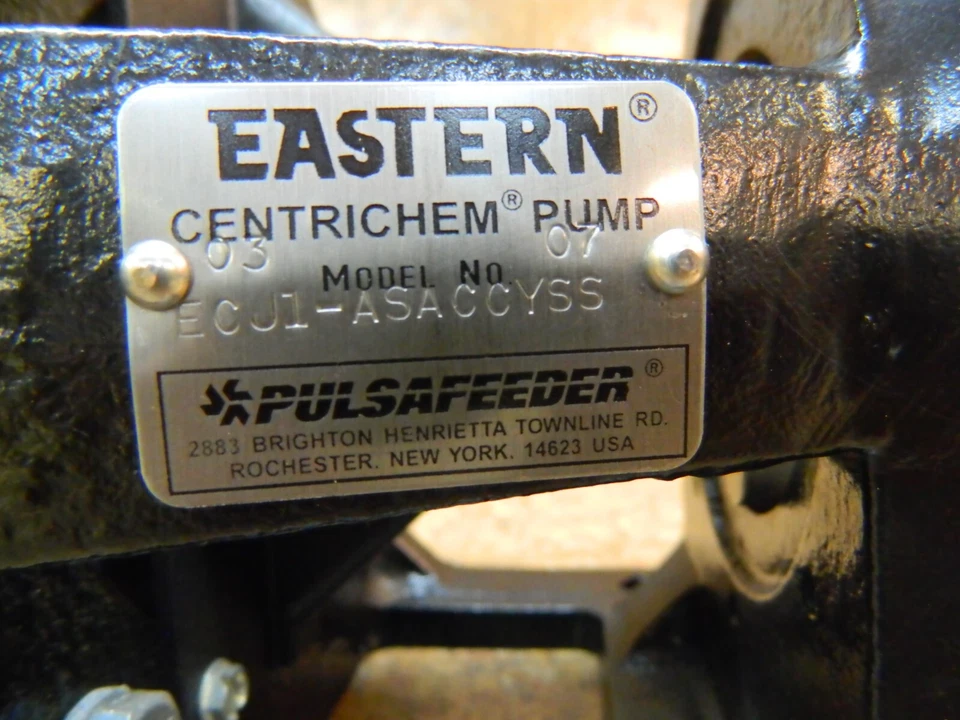 EASTERN®
CENTRICHEM® PUMP
03 07
MODEL NO.
ECU1-ASACCYSS
PULSAFEEDER®
2883 BRIGHTON HENRIETTA TOWNLINE RD.
ROCHESTER, NEW YORK. 14623 USA